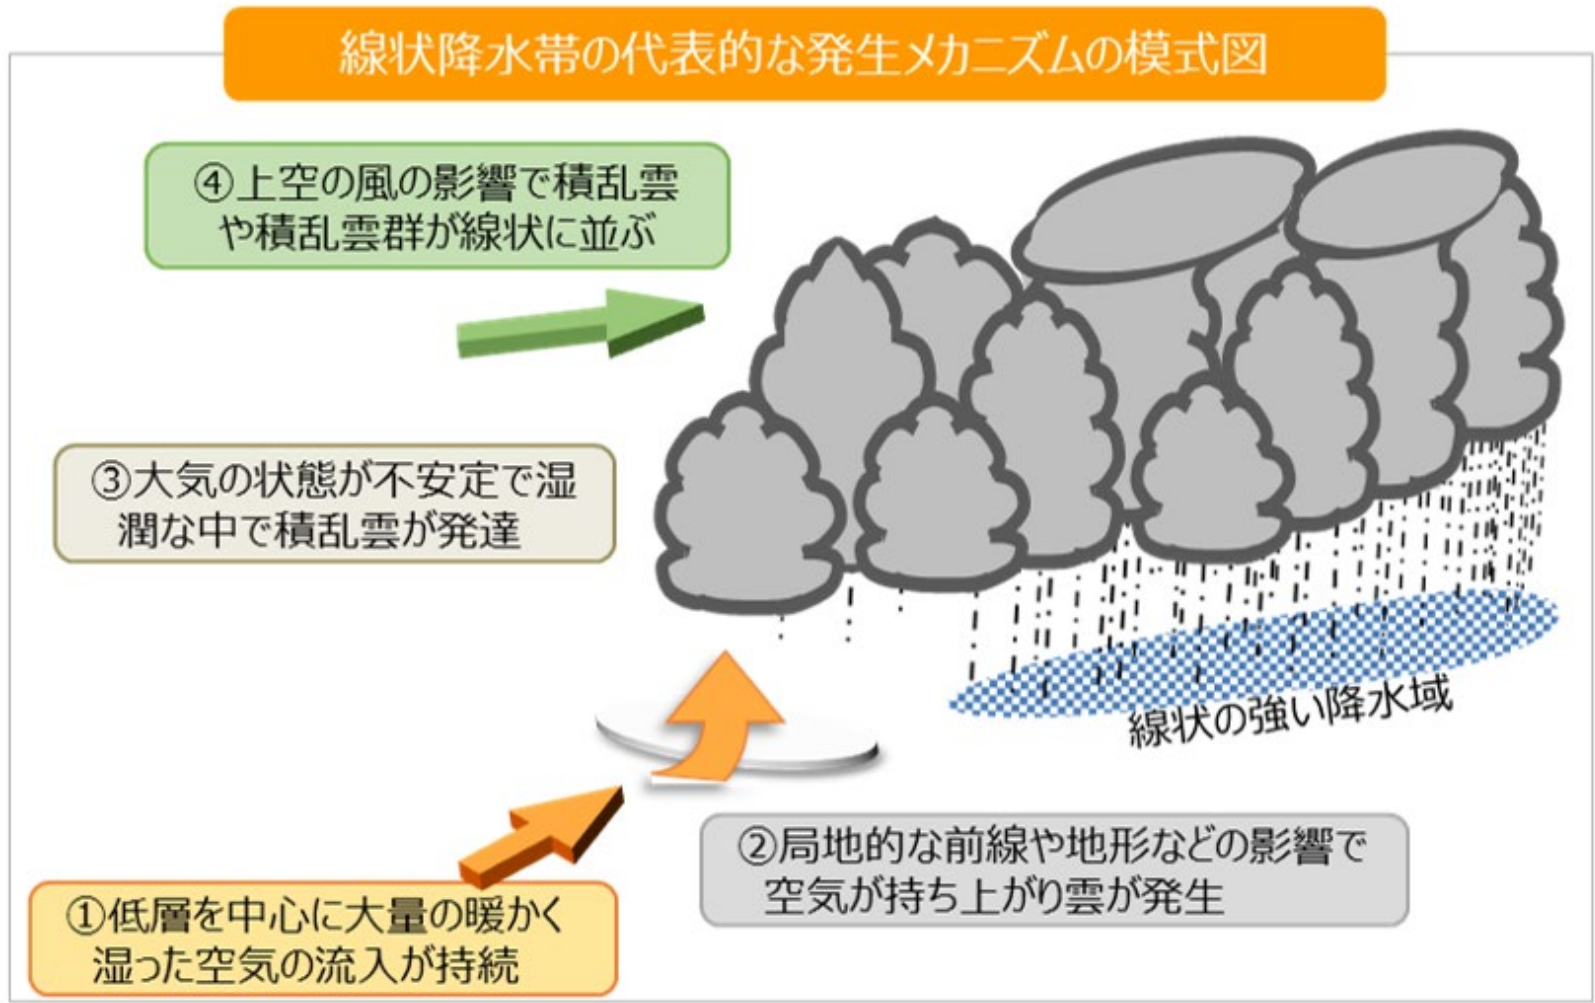 線状降水帯の代表的な発生メカニズムの模式図
④上空の風の影響で積乱雲
や積乱雲群が線状に並ぶ
③大気の状態が不安定で湿
潤な中で積乱雲が発達
線状の強い降水域
②局地的な前線や地形などの影響で
空気が持ち上がり雲が発生
①低層を中心に大量の暖かく
湿った空気の流入が持続